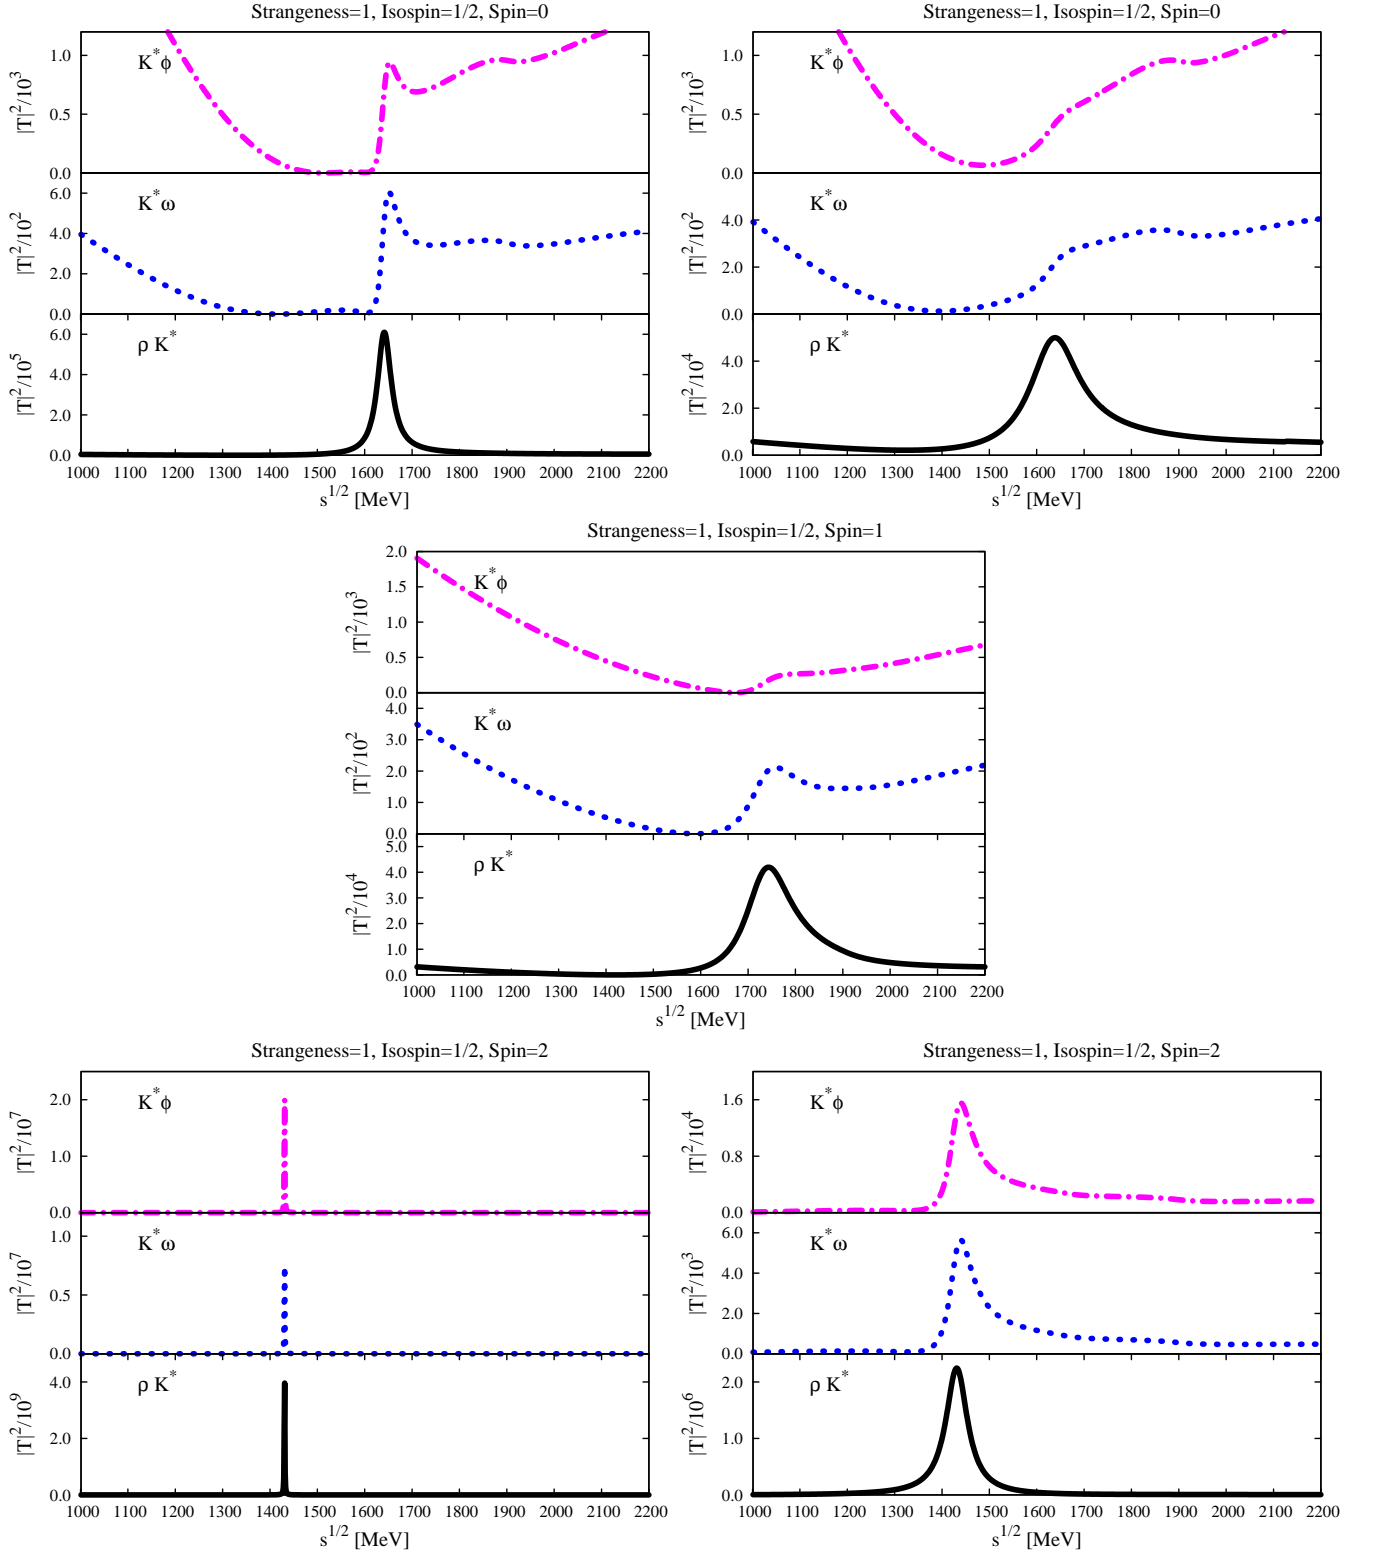 Strangeness=1, Isospin=1/2, Spin=0
|T|²/10³
1.0
0.5
0.0
K*ϕ
|T|²/10²
6.0
4.0
2.0
0.0
K*ω
|T|²/10⁵
6.0
4.0
2.0
0.0
ρ K*
1000 1100 1200 1300 1400 1500 1600 1700 1800 1900 2000 2100 2200
s^1/2 [MeV]
Strangeness=1, Isospin=1/2, Spin=0
|T|²/10³
1.0
0.5
0.0
K*ϕ
|T|²/10²
4.0
2.0
0.0
K*ω
|T|²/10⁴
4.0
2.0
0.0
ρ K*
1000 1100 1200 1300 1400 1500 1600 1700 1800 1900 2000 2100 2200
s^1/2 [MeV]
Strangeness=1, Isospin=1/2, Spin=1
|T|²/10³
2.0
1.5
1.0
0.5
0.0
K*ϕ
|T|²/10²
4.0
3.0
2.0
1.0
0.0
K*ω
|T|²/10⁴
5.0
4.0
3.0
2.0
1.0
0.0
ρ K*
1000 1100 1200 1300 1400 1500 1600 1700 1800 1900 2000 2100 2200
s^1/2 [MeV]
Strangeness=1, Isospin=1/2, Spin=2
|T|²/10⁷
2.0
1.0
0.0
K*ϕ
|T|²/10⁷
1.0
0.5
0.0
K*ω
|T|²/10⁹
4.0
2.0
0.0
ρ K*
1000 1100 1200 1300 1400 1500 1600 1700 1800 1900 2000 2100 2200
s^1/2 [MeV]
Strangeness=1, Isospin=1/2, Spin=2
|T|²/10⁴
1.6
0.8
0.0
K*ϕ
|T|²/10³
6.0
4.0
2.0
0.0
K*ω
|T|²/10⁶
2.0
1.0
0.0
ρ K*
1000 1100 1200 1300 1400 1500 1600 1700 1800 1900 2000 2100 2200
s^1/2 [MeV]